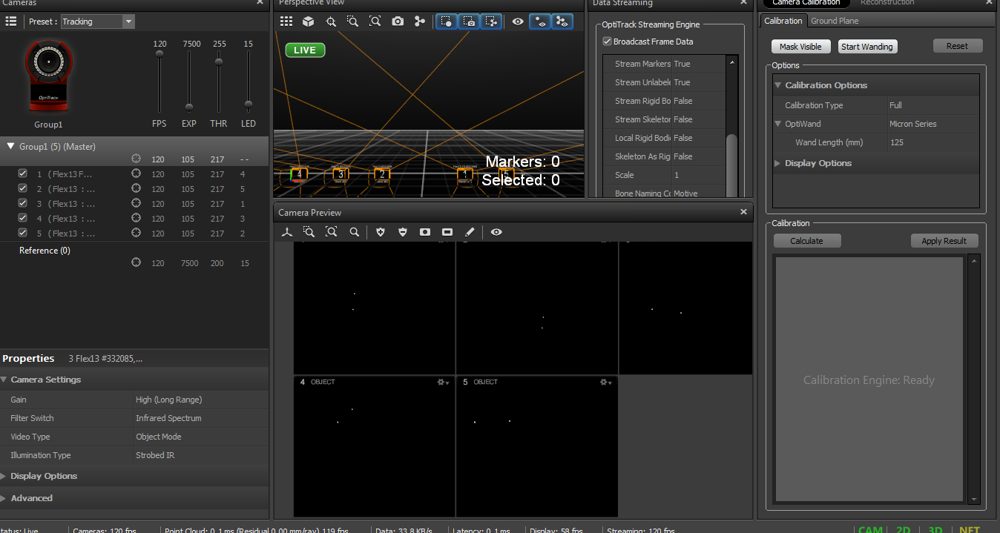 Cameras
Preset : Tracking
120 7500 255 15
OptiTrack
Group1
FPS EXP THR LED
Group1 (5) (Master)
120 105 217 - -
1 ( Flex13 F...
120 105 217 4
2 ( Flex13 : ...
120 105 217 5
3 ( Flex13 : ...
120 105 217 1
4 ( Flex13 : ...
120 105 217 3
5 ( Flex13 : ...
120 105 217 2
Reference (0)
120 7500 200 15
Properties 3 Flex13 #332085,...
Camera Settings
Gain High (Long Range)
Filter Switch Infrared Spectrum
Video Type Object Mode
Illumination Type Strobed IR
Display Options
Advanced
Perspective View
LIVE
4 3 2 1 5
Markers: 0
Selected: 0
Camera Preview
4 OBJECT
5 OBJECT
Data Streaming
OptiTrack Streaming Engine
Broadcast Frame Data
Stream Markers True
Stream Unlabele True
Stream Rigid Bo False
Stream Skeletor False
Local Rigid Bodi False
Skeleton As Rig False
Scale 1
Bone Naming Co Motive
Camera Calibration Reconstruction
Calibration Ground Plane
Mask Visible Start Wanding Reset
Options
Calibration Options
Calibration Type Full
OptiWand Micron Series
Wand Length (mm) 125
Display Options
Calibration
Calculate Apply Result
Calibration Engine: Ready
tatus: Live Cameras: 120 fps Point Cloud: 0.1 ms (Residual 0.00 mm/ray) 119 fps Data: 33.8 KB/s Latency: 0.1 ms Display: 58 fps Streaming: 120 fps CAM 2D 3D NET